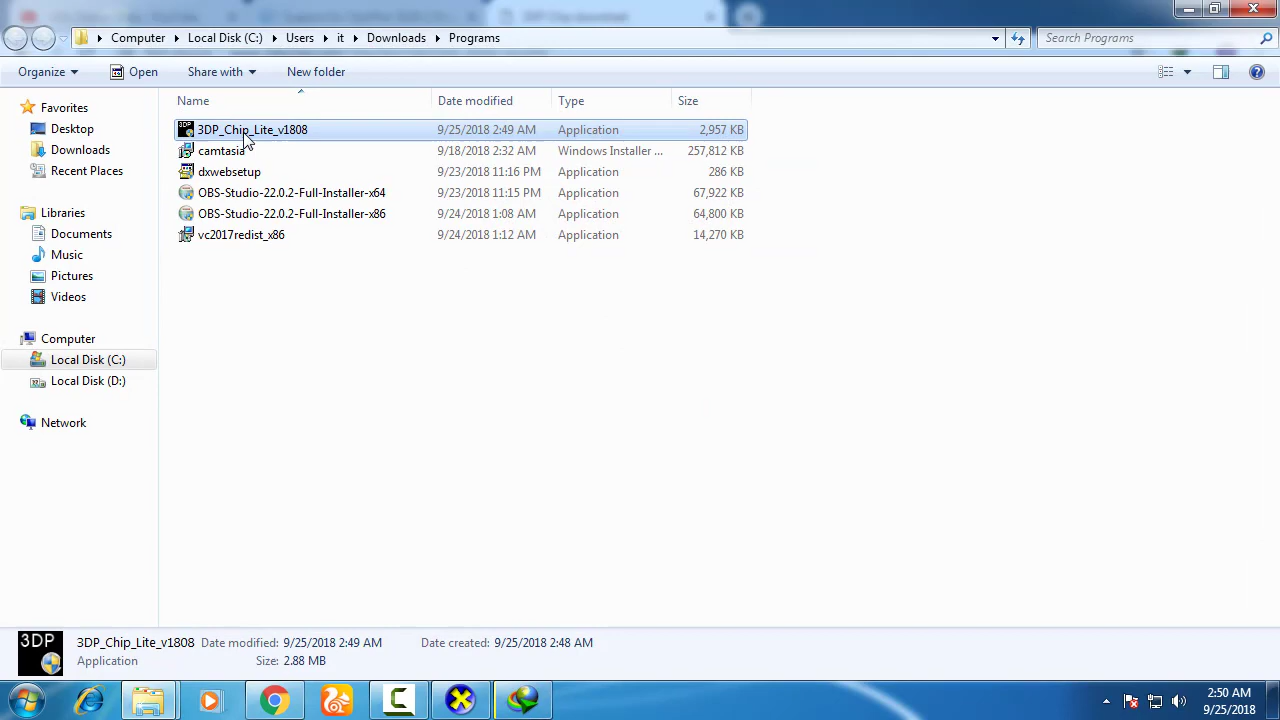 Computer Local Disk (C:) Users it Downloads Programs
Search Programs
Organize Open Share with New folder
Name Date modified Type Size
Favorites
Desktop
Downloads
Recent Places
Libraries
Documents
Music
Pictures
Videos
Computer
Local Disk (C:)
Local Disk (D:)
Network
3DP_Chip_Lite_v1808 9/25/2018 2:49 AM Application 2,957 KB
camtasia 9/18/2018 2:32 AM Windows Installer ... 257,812 KB
dxwebsetup 9/23/2018 11:16 PM Application 286 KB
OBS-Studio-22.0.2-Full-Installer-x64 9/23/2018 11:15 PM Application 67,922 KB
OBS-Studio-22.0.2-Full-Installer-x86 9/24/2018 1:08 AM Application 64,800 KB
vc2017redist_x86 9/24/2018 1:12 AM Application 14,270 KB
3DP
3DP_Chip_Lite_v1808 Date modified: 9/25/2018 2:49 AM Date created: 9/25/2018 2:48 AM
Application Size: 2.88 MB
2:50 AM
9/25/2018